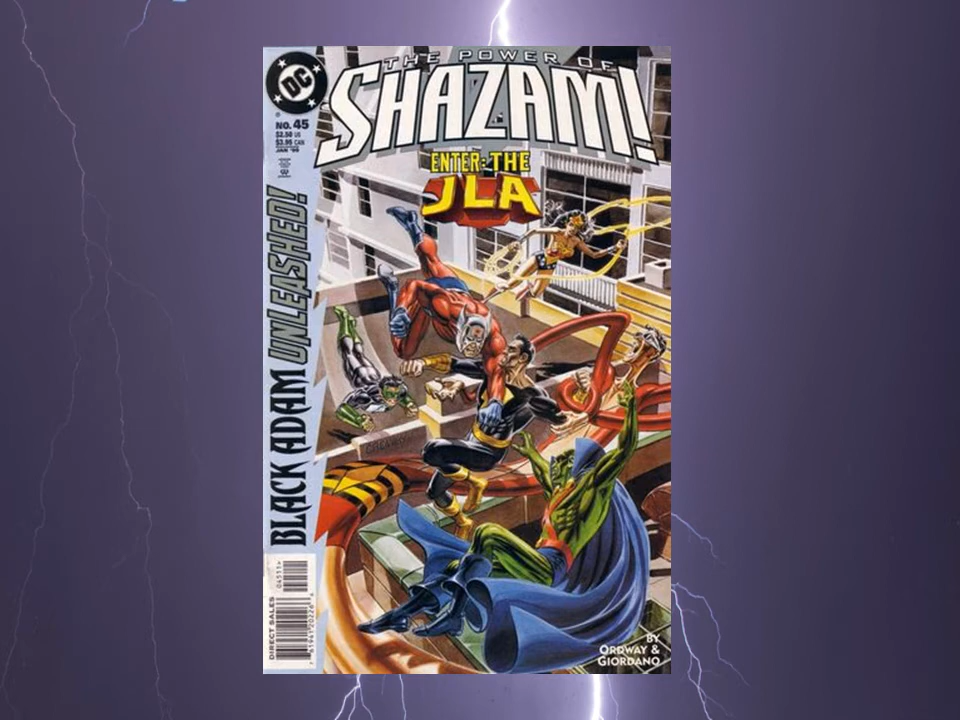 THE POWER OF
SHAZAM!
DC
NO. 45
$2.50 US
$3.95 CAN
JAN '99
ENTER: THE
JLA
BLACK ADAM UNLEASHED!
DIRECT SALES
04511
BY
ORDWAY &
GIORDANO